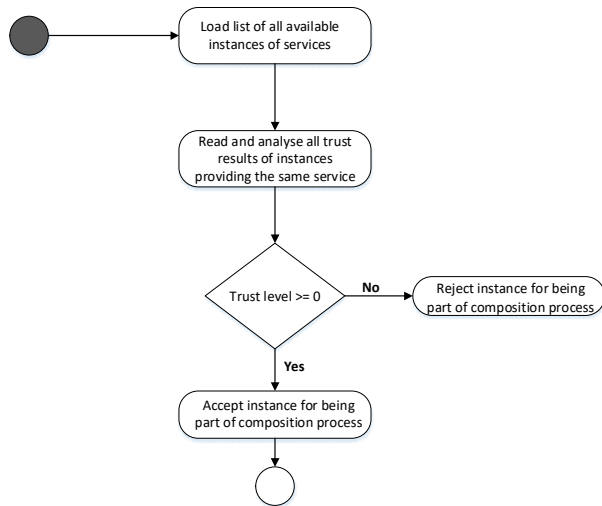 Load list of all available
instances of services
Read and analyse all trust
results of instances
providing the same service
Trust level >= 0
No
Reject instance for being
part of composition process
Yes
Accept instance for being
part of composition process